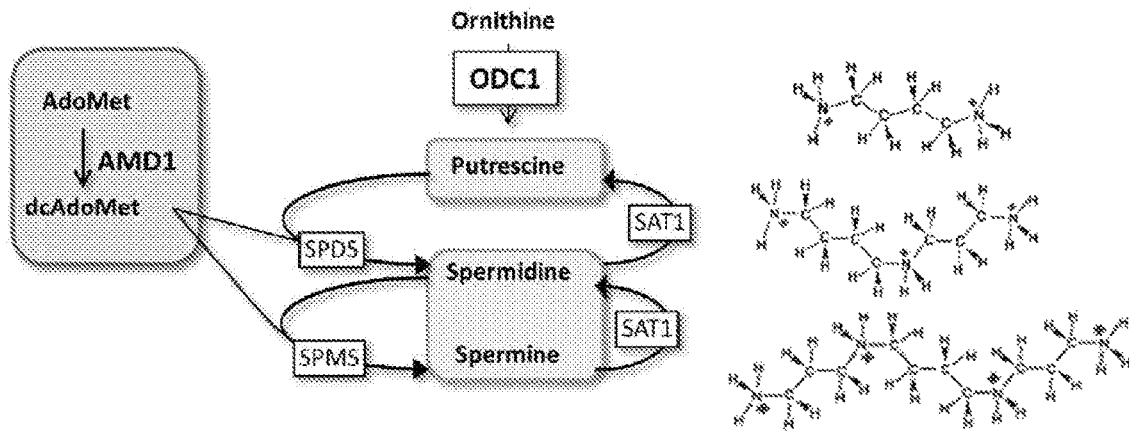 Ornithine
ODC1
AdoMet
AMD1
dcAdoMet
Putrescine
SAT1
SPDS
Spermidine
SAT1
SPMS
Spermine